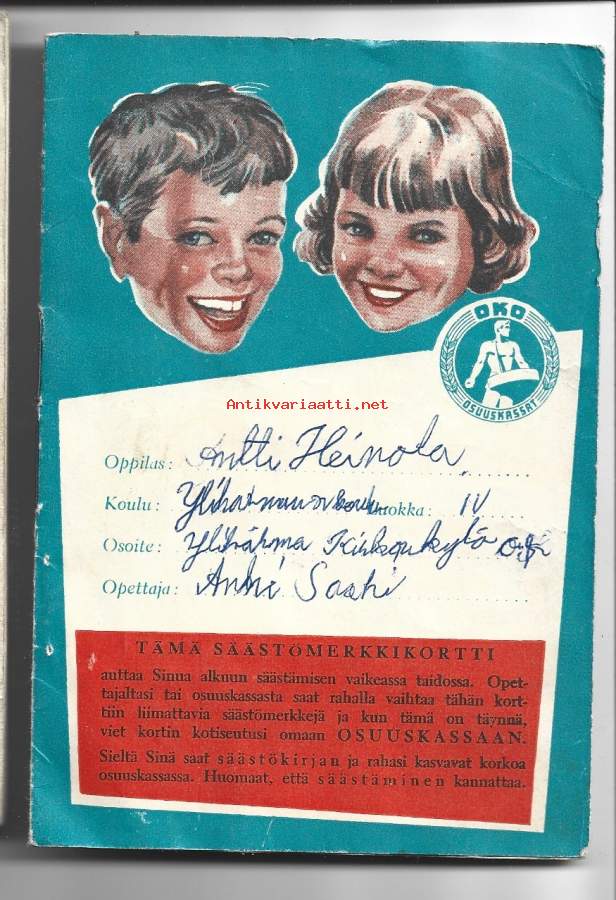 OKO
OSUUSKASSAT
Antikvariaatti.net
Oppilas: Antti Heinola
Koulu: luokka: IV
Osoite: Ylihärmä
Opettaja: Saari
TÄMÄ SÄÄSTÖMERKKIKORTTI
auttaa Sinua alkuun säästämisen vaikeassa taidossa. Opet-
tajaltasi tai osuuskassasta saat rahalla vaihtaa tähän kort-
tiin liimattavia säästömerkkejä ja kun tämä on täynnä,
viet kortin kotiseutusi omaan OSUUSKASSAAN.
Sieltä Sinä saat säästökirjan ja rahasi kasvavat korkoa
osuuskassassa. Huomaat, että säästäminen kannattaa.